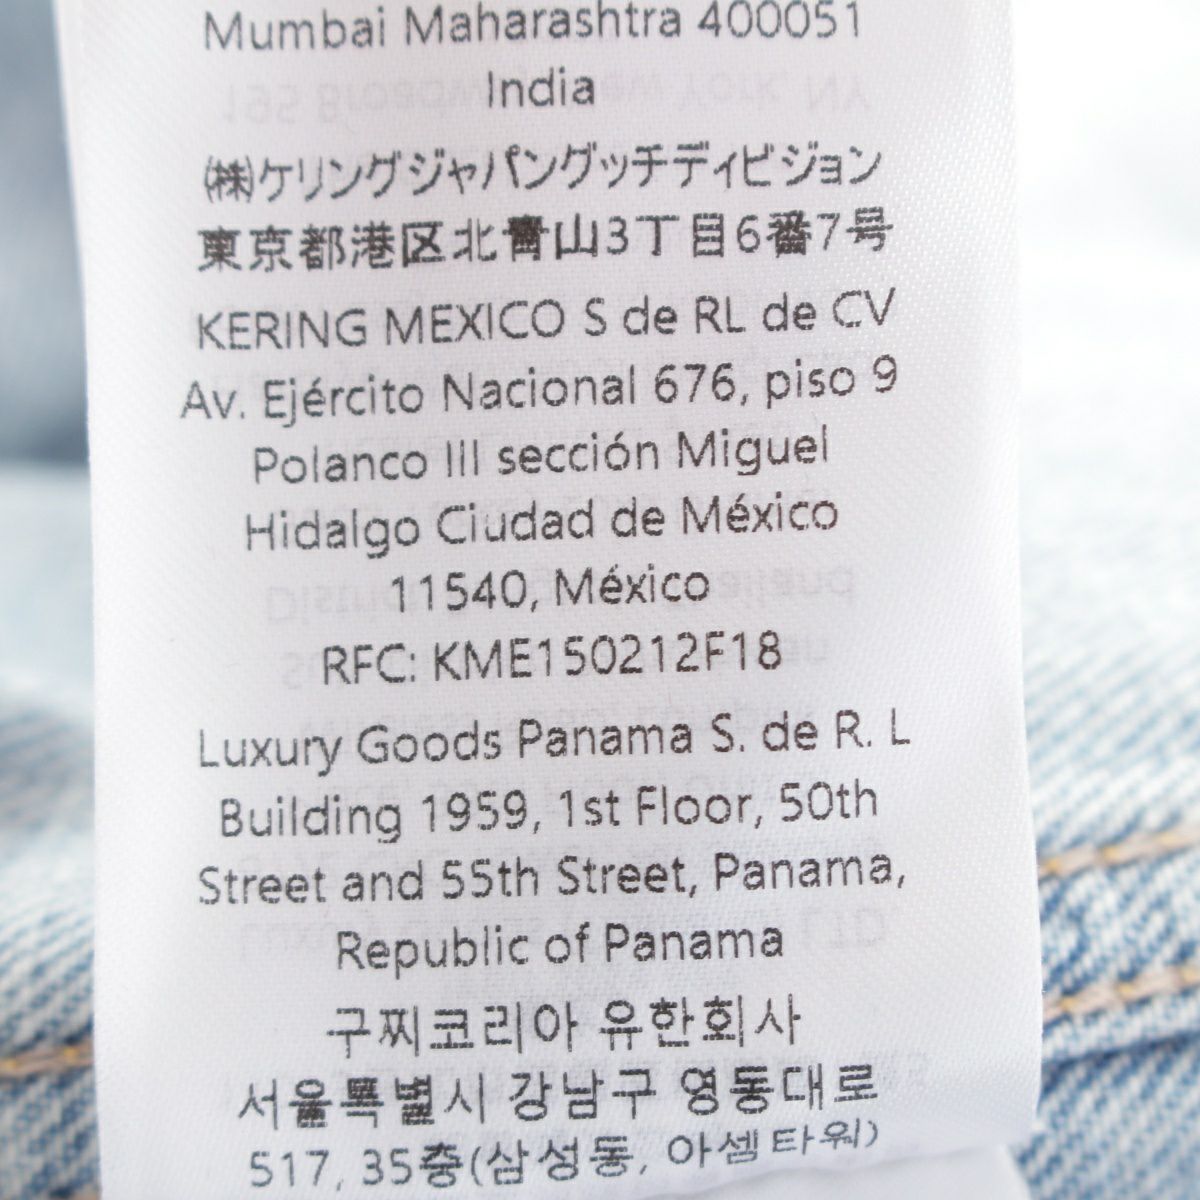 Mumbai Maharashtra 400051
India
㈱ケリングジャパングッチディビジョン
東京都港区北青山3丁目6番7号
KERING MEXICO S de RL de CV
Av. Ejército Nacional 676, piso 9
Polanco III sección Miguel
Hidalgo Ciudad de México
11540, México
RFC: KME150212F18
Luxury Goods Panama S. de R. L
Building 1959, 1st Floor, 50th
Street and 55th Street, Panama,
Republic of Panama
구찌코리아 유한회사
서울특별시 강남구 영동대로
517, 35층(삼성동, 아셈타워)